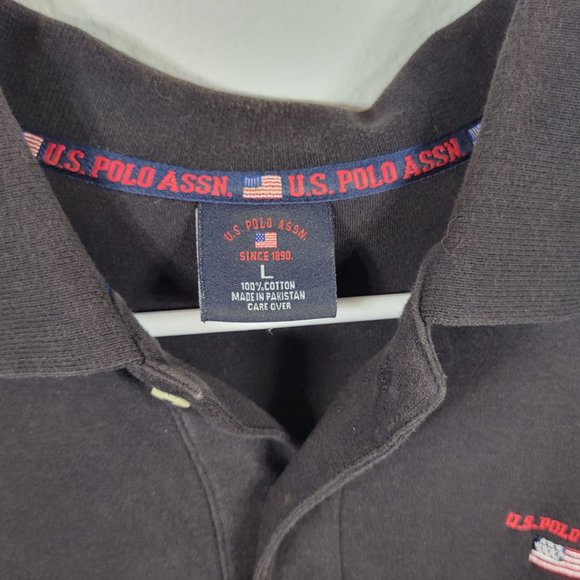 U.S. POLO ASSN. U.S. POLO ASSN.
U.S. POLO ASSN.
SINCE 1890.
L
100% COTTON
MADE IN PAKISTAN
CARE OVER
U.S. POLO